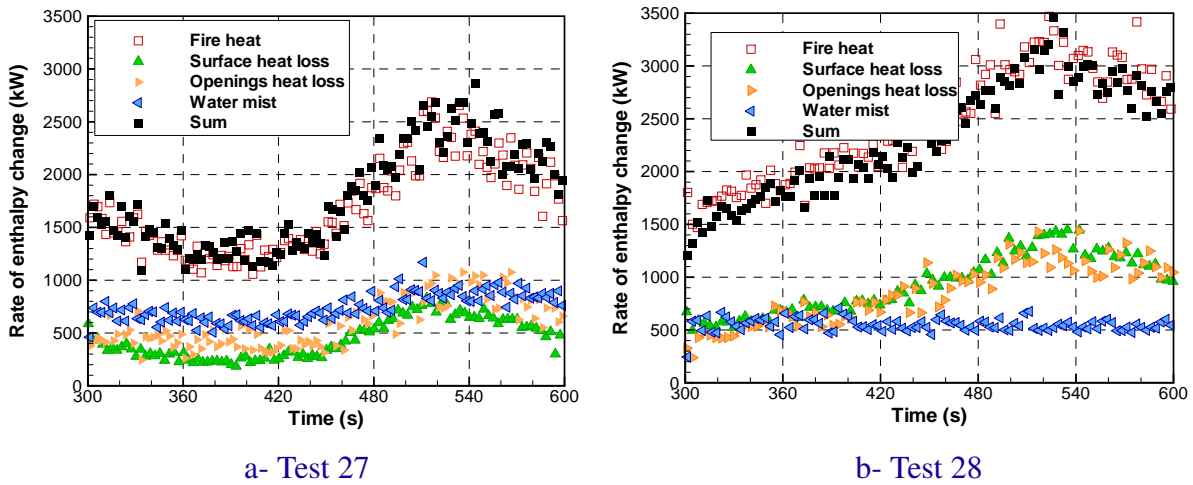 Rate of enthalpy change (kW)
3500
3000
2500
2000
1500
1000
500
0
Fire heat
Surface heat loss
Openings heat loss
Water mist
Sum
300 360 420 480 540 600
Time (s)
a- Test 27
Rate of enthalpy change (kW)
3500
3000
2500
2000
1500
1000
500
0
Fire heat
Surface heat loss
Openings heat loss
Water mist
Sum
300 360 420 480 540 600
Time (s)
b- Test 28